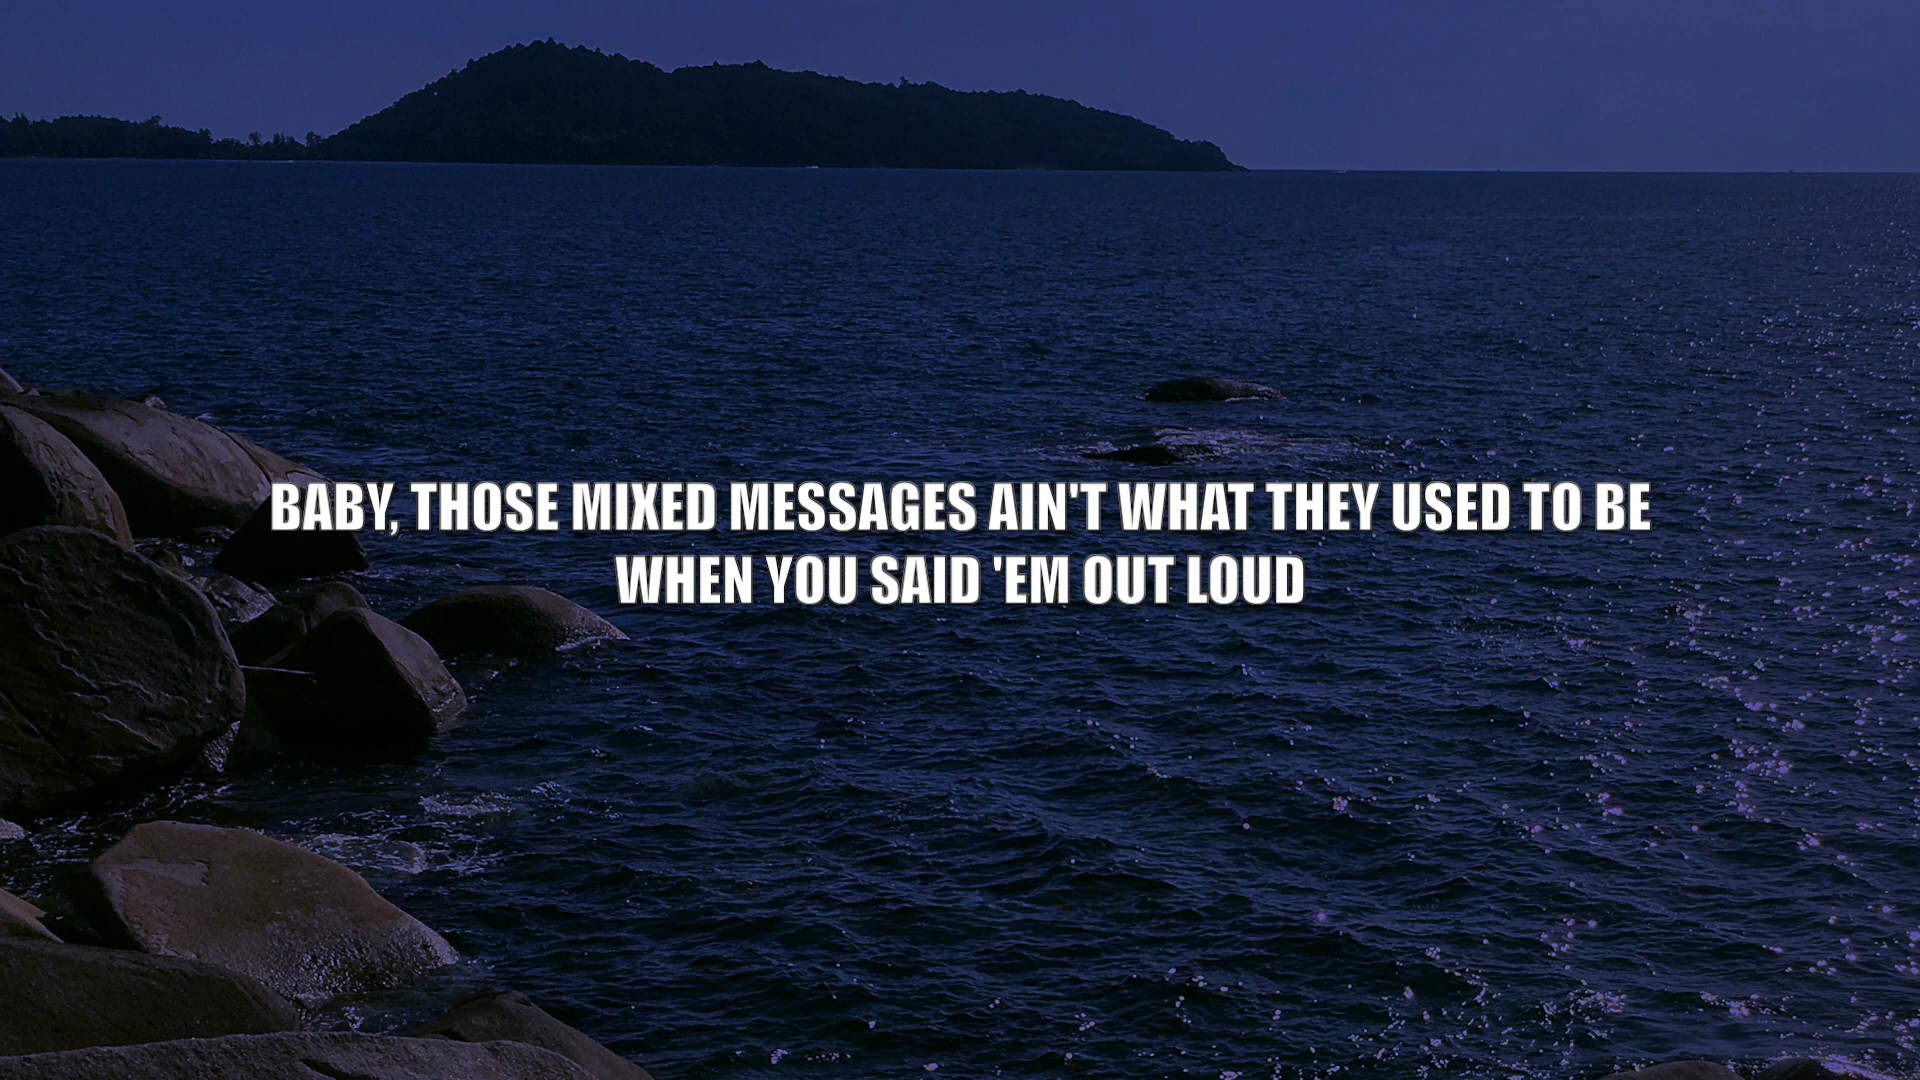 BABY, THOSE MIXED MESSAGES AIN'T WHAT THEY USED TO BE
WHEN YOU SAID 'EM OUT LOUD